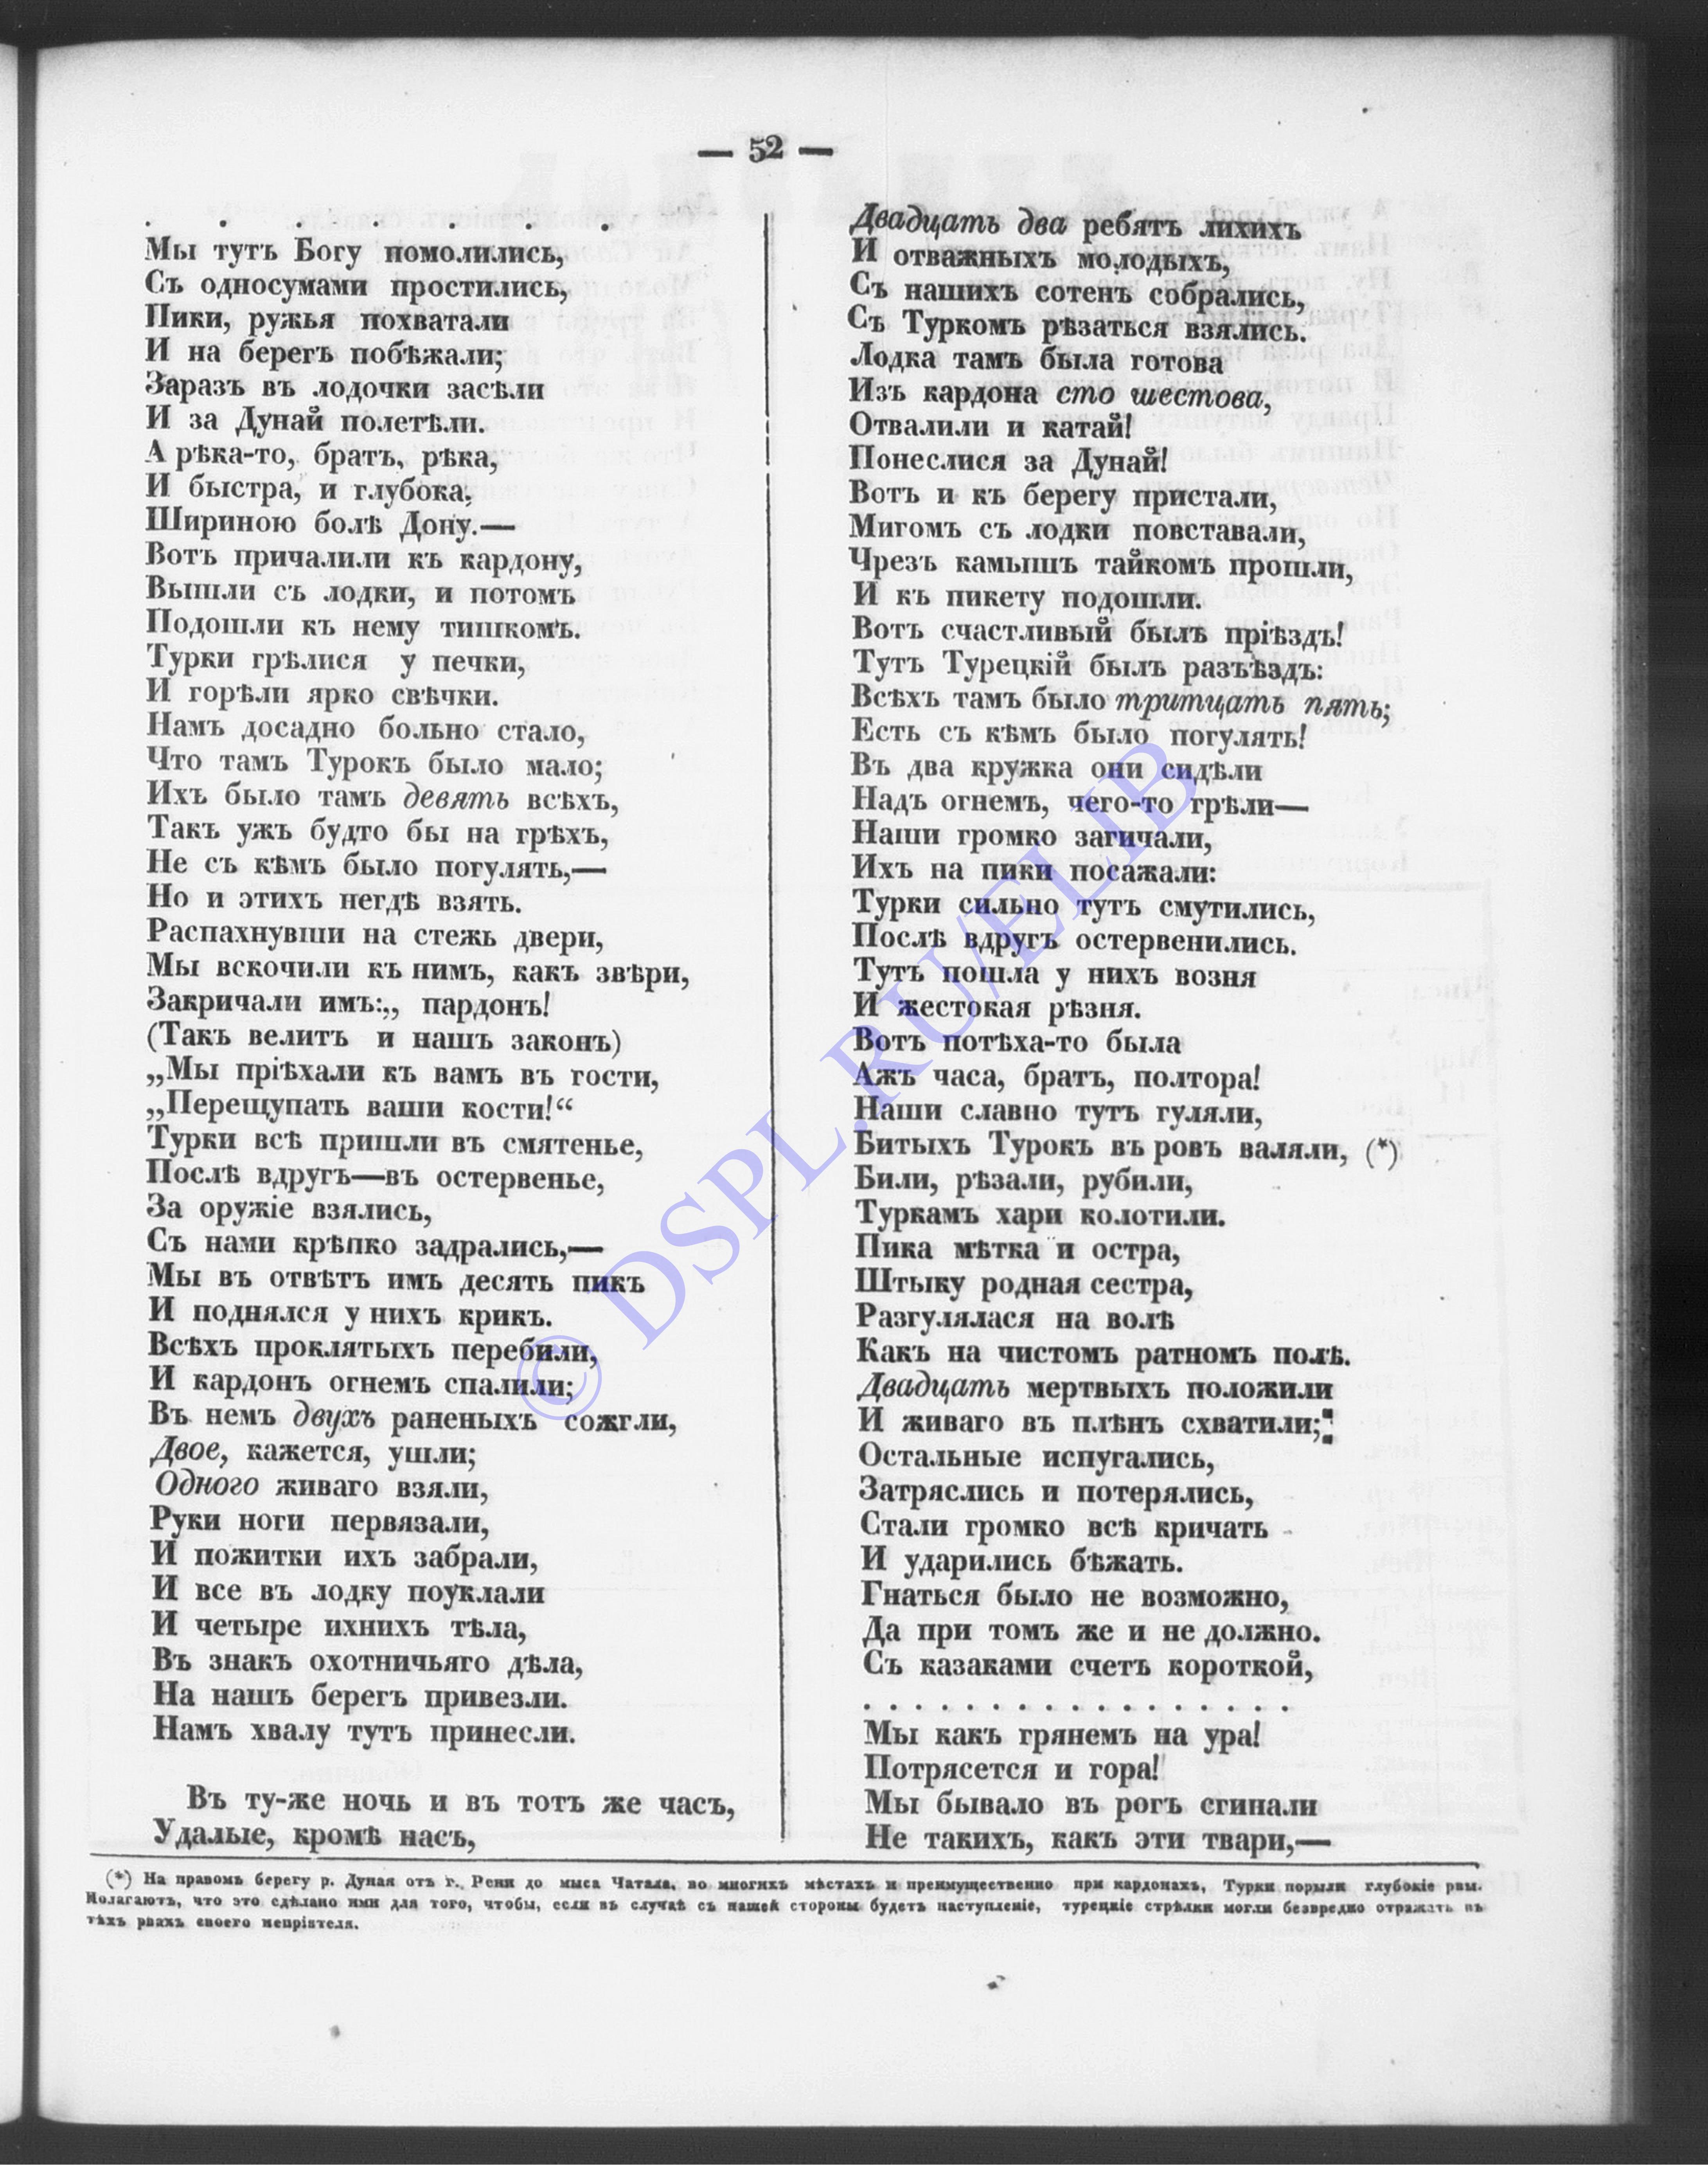 — 52 —
. . . . . . .
Мы тутъ Богу помолились,
Съ односумами простились,
Пики, ружья похватали
И на берегъ побѣжали;
Заразъ въ лодочки засѣли
И за Дунай полетѣли.
А рѣка-то, братъ, рѣка,
И быстра, и глубока;
Шириною болѣ Дону.—
Вотъ причалили къ кардону,
Вышли съ лодки, и потомъ
Подошли къ нему тишкомъ.
Турки грѣлися у печки,
И горѣли ярко свѣчки.
Намъ досадно больно стало,
Что тамъ Турокъ было мало;
Ихъ было тамъ девять всѣхъ,
Такъ ужъ будто бы на грѣхъ,
Не съ кѣмъ было погулять,—
Но и этихъ негдѣ взять.
Распахнувши на стежь двери,
Мы вскочили къ нимъ, какъ звѣри,
Закричали имъ:„ пардонъ!
(Такъ велитъ и нашъ законъ)
„Мы пріѣхали къ вамъ въ гости,
„Перещупать ваши кости!“
Турки всѣ пришли въ смятенье,
Послѣ вдругъ—въ остервенье,
За оружіе взялись,
Съ нами крѣпко задрались,—
Мы въ отвѣтъ имъ десять пикъ
И поднялся у нихъ крикъ.
Всѣхъ проклятыхъ перебили,
И кардонъ огнемъ спалили;
Въ немъ двухъ раненыхъ сожгли,
Двое, кажется, ушли;
Одного живаго взяли,
Руки ноги первязали,
И пожитки ихъ забрали,
И все въ лодку поуклали
И четыре ихнихъ тѣла,
Въ знакъ охотничьяго дѣла,
На нашъ берегъ привезли.
Намъ хвалу тутъ принесли.
Въ ту-же ночь и въ тотъ же часъ,
Удалые, кромѣ насъ,
Двадцать два ребятъ лихихъ
И отважныхъ молодыхъ,
Съ нашихъ сотенъ собрались,
Съ Туркомъ рѣзаться взялись.
Лодка тамъ была готова
Изъ кардона сто шестова,
Отвалили и катай!
Понеслися за Дунай!
Вотъ и къ берегу пристали,
Мигомъ съ лодки повставали,
Чрезъ камышъ тайкомъ прошли,
И къ пикету подошли.
Вотъ счастливый былъ пріѣздъ!
Тутъ Турецкій былъ разъѣздъ:
Всѣхъ тамъ было тритцать пять;
Есть съ кѣмъ было погулять!
Въ два кружка они сидѣли
Надъ огнемъ, чего-то грѣли—
Наши громко загичали,
Ихъ на пики посажали:
Турки сильно тутъ смутились,
Послѣ вдругъ остервенились.
Тутъ пошла у нихъ возня
И жестокая рѣзня.
Вотъ потѣха-то была
Ажъ часа, братъ, полтора!
Наши славно тутъ гуляли,
Битыхъ Турокъ въ ровъ валяли, (*)
Били, рѣзали, рубили,
Туркамъ хари колотили.
Пика мѣтка и остра,
Штыку родная сестра,
Разгулялася на волѣ
Какъ на чистомъ ратномъ полѣ.
Двадцать мертвыхъ положили
И живаго въ плѣнъ схватили;
Остальные испугались,
Затряслись и потерялись,
Стали громко всѣ кричать
И ударились бѣжать.
Гнаться было не возможно,
Да при томъ же и не должно.
Съ казаками счетъ короткой,
. . . . . . . . . . . . . . . . .
Мы какъ грянемъ на ура!
Потрясется и гора!
Мы бывало въ рогъ сгинали
Не такихъ, какъ эти твари,—
(*) На правомъ берегу р. Дуная отъ г. Рени до мыса Чатала, во многихъ мѣстахъ и преимущественно при кардонахъ, Турки порыли глубокіе рвы.
Полагаютъ, что это сдѣлано ими для того, чтобы, если въ случаѣ съ нашей стороны будетъ наступленіе, турецкіе стрѣлки могли безвредно отражать въ
тѣхъ рвахъ своего непріятеля.
© DSPL.RU/ELIB